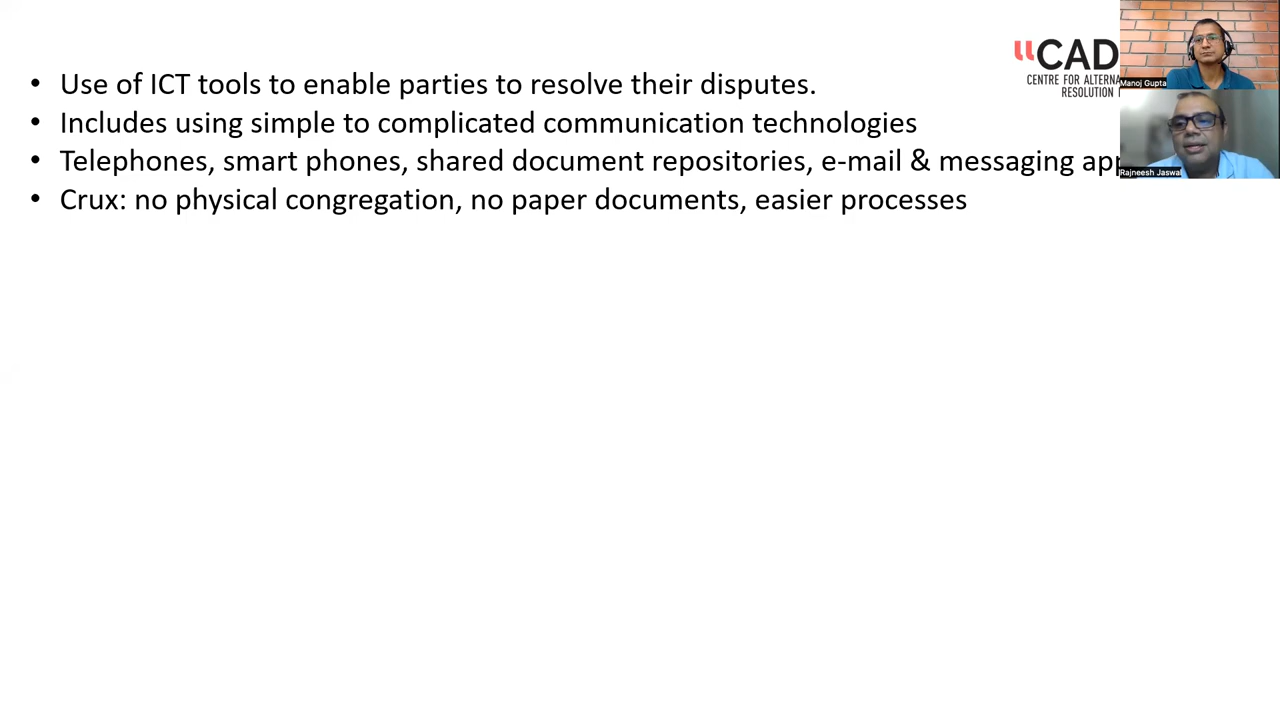 • Use of ICT tools to enable parties to resolve their disputes.
• Includes using simple to complicated communication technologies
• Telephones, smart phones, shared document repositories, e-mail & messaging
• Crux: no physical congregation, no paper documents, easier processes
CAD
CENTRE FOR
RESOLUTION
Manoj Gupta
Rajneesh Jaswal